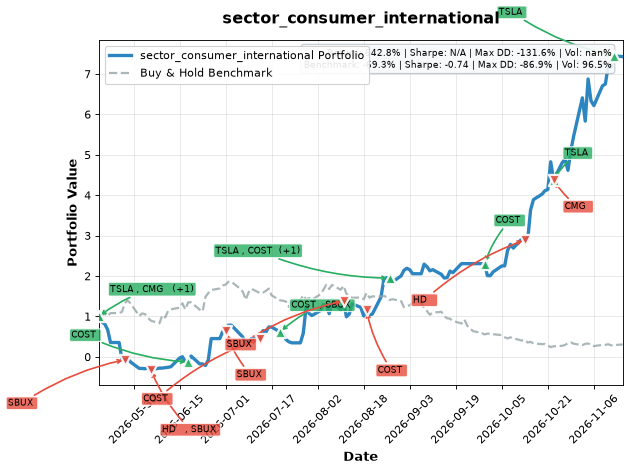 sector_consumer_international
TSLA
sector_consumer_international Portfolio
Buy & Hold Benchmark
42.8% | Sharpe: N/A | Max DD: -131.6% | Vol: nan%
Benchmark: -69.3% | Sharpe: -0.74 | Max DD: -86.9% | Vol: 96.5%
7
6
5
4
3
2
1
0
Portfolio Value
TSLA
CMG
COST
TSLA , COST (+1)
TSLA , CMG (+1)
HD
COST , SBUX
COST
SBUX
COST
SBUX
SBUX
COST
HD , SBUX
2026-06-15
2026-07-01
2026-07-17
2026-08-02
2026-08-18
2026-09-03
2026-09-19
2026-10-05
2026-10-21
2026-11-06
Date